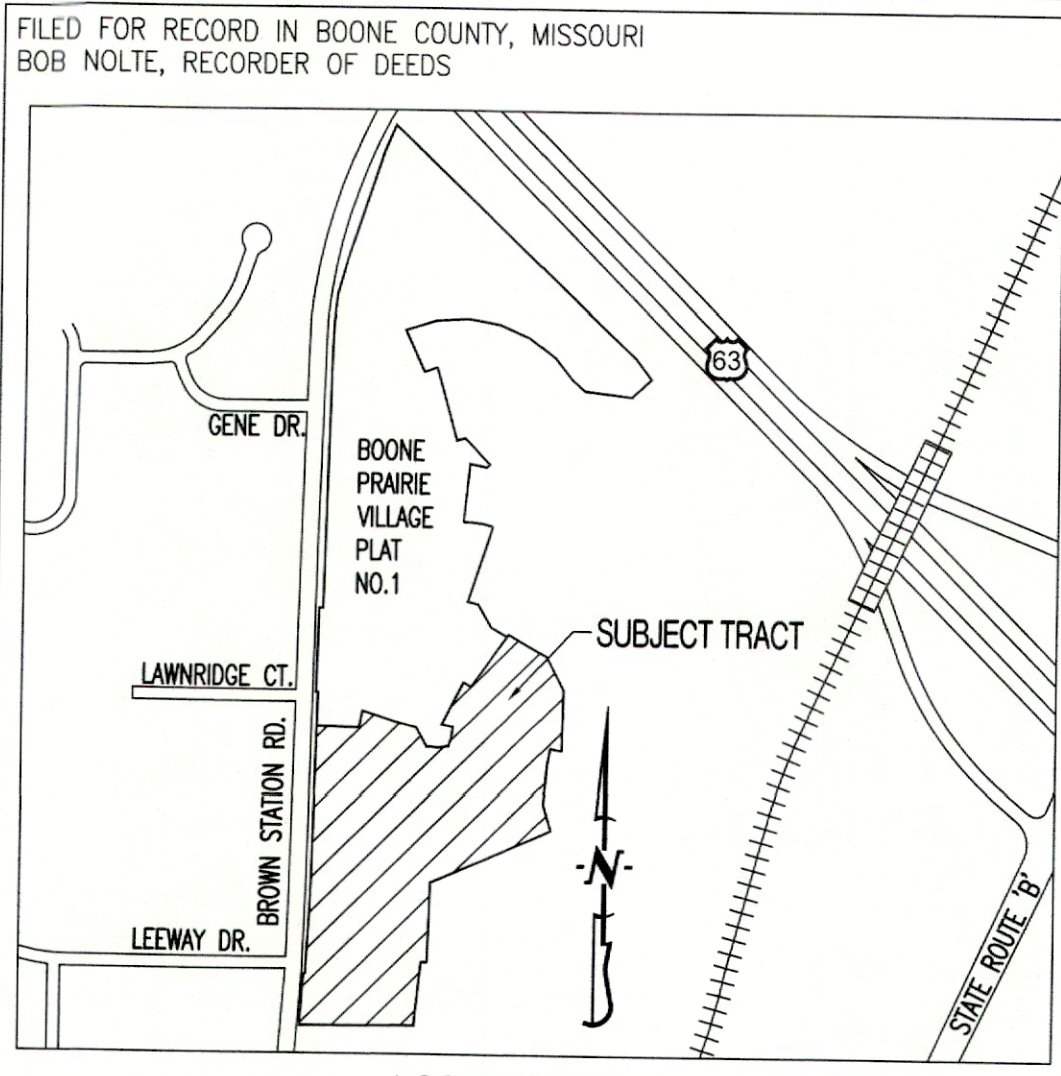 FILED FOR RECORD IN BOONE COUNTY, MISSOURI
BOB NOLTE, RECORDER OF DEEDS
63
GENE DR.
BOONE
PRAIRIE
VILLAGE
PLAT
NO.1
SUBJECT TRACT
LAWNRIDGE CT.
BROWN STATION RD.
-N-
LEEWAY DR.
STATE ROUTE 'B'